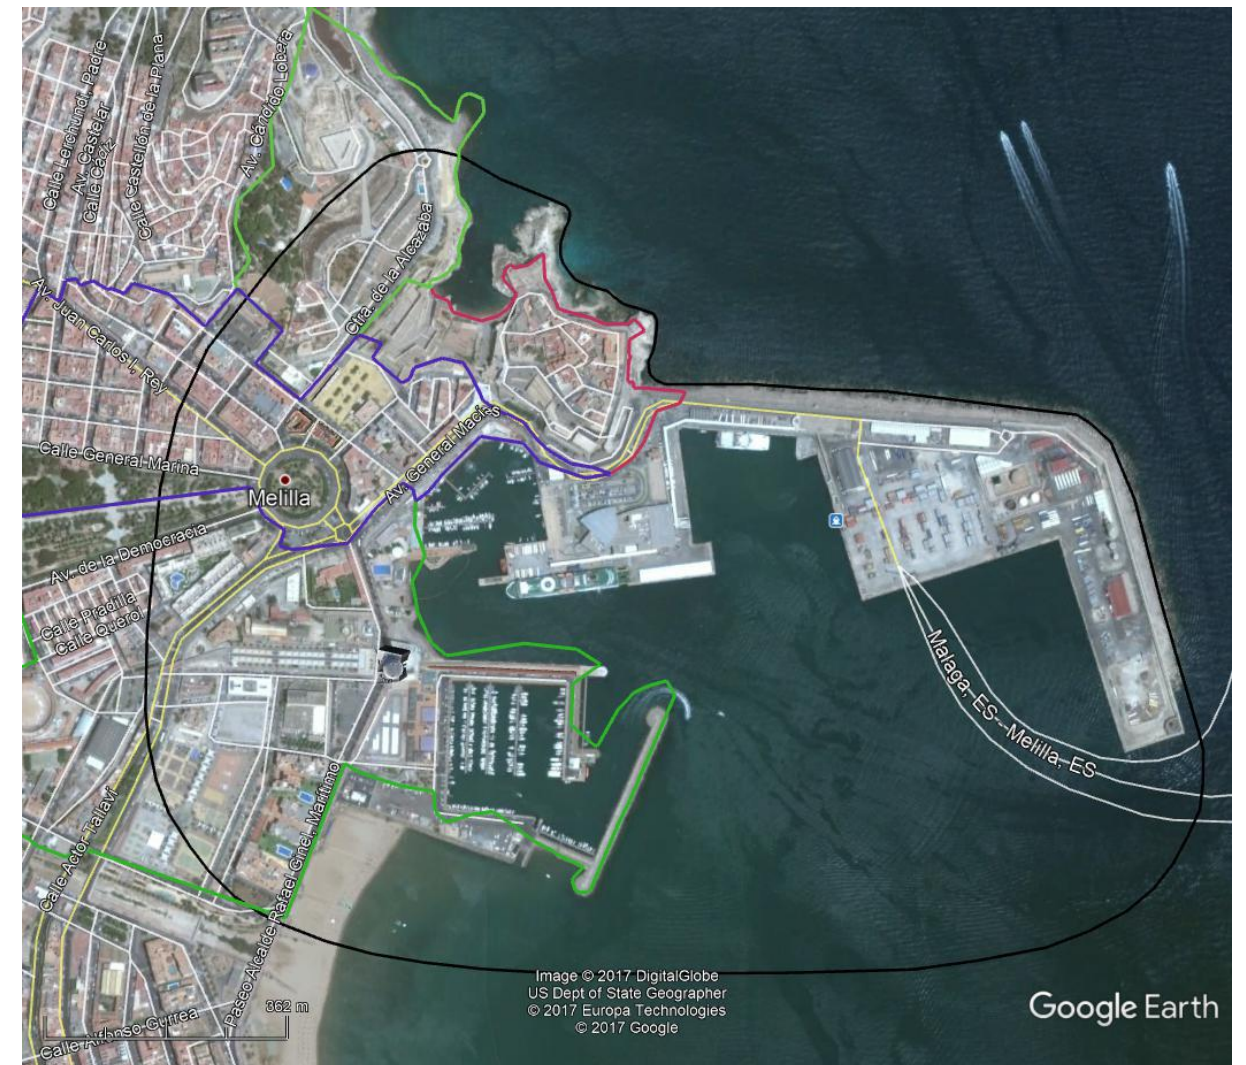 Calle Lerchundi, Padre
Av. Castelar
Calle Cádiz
Calle Castellón de la Plana
Av. Cándido Lobera
Ctra. de la Alcazaba
Av. Juan Carlos I, Rey
Calle General Marina
Av. General Macías
Melilla
Av. de la Democracia
Calle Pradilla
Calle Querol
Malaga, ES - Melilla, ES
Calle Actor Tallaví
Paseo Alcalde Rafael Ginel, Marítimo
Calle Alfonso Gurrea
362 m
Image © 2017 DigitalGlobe
US Dept of State Geographer
© 2017 Europa Technologies
© 2017 Google
Google Earth